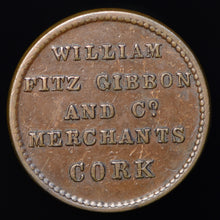 WILLIAM
FITZ GIBBON
AND Co.
MERCHANTS
CORK